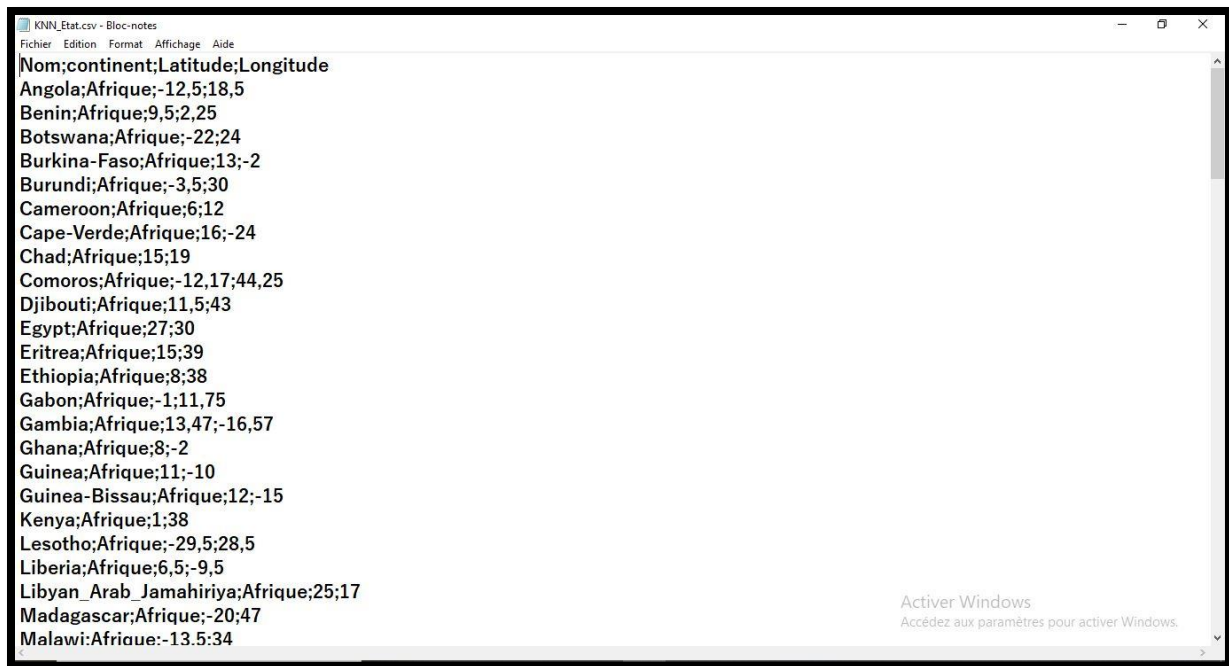 KNN_Etat.csv - Bloc-notes
Fichier Edition Format Affichage Aide
Nom;continent;Latitude;Longitude
Angola;Afrique;-12,5;18,5
Benin;Afrique;9,5;2,25
Botswana;Afrique;-22;24
Burkina-Faso;Afrique;13;-2
Burundi;Afrique;-3,5;30
Cameroon;Afrique;6;12
Cape-Verde;Afrique;16;-24
Chad;Afrique;15;19
Comoros;Afrique;-12,17;44,25
Djibouti;Afrique;11,5;43
Egypt;Afrique;27;30
Eritrea;Afrique;15;39
Ethiopia;Afrique;8;38
Gabon;Afrique;-1;11,75
Gambia;Afrique;13,47;-16,57
Ghana;Afrique;8;-2
Guinea;Afrique;11;-10
Guinea-Bissau;Afrique;12;-15
Kenya;Afrique;1;38
Lesotho;Afrique;-29,5;28,5
Liberia;Afrique;6,5;-9,5
Libyan_Arab_Jamahiriya;Afrique;25;17
Madagascar;Afrique;-20;47
Malawi;Afrique;-13,5;34
Activer Windows
Accédez aux paramètres pour activer Windows.